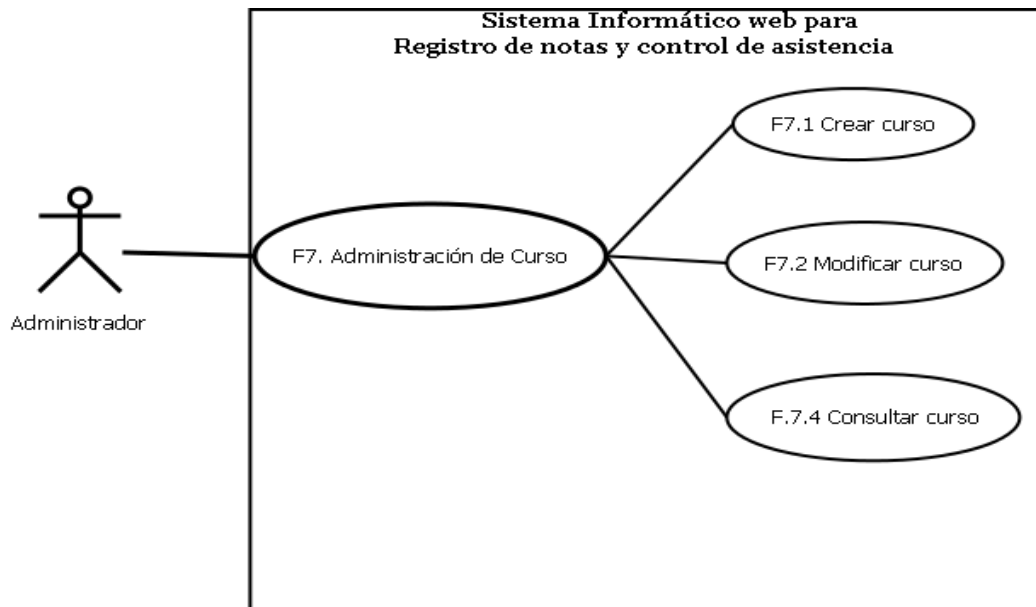 Sistema Informático web para
Registro de notas y control de asistencia
F7.1 Crear curso
F7. Administración de Curso
F7.2 Modificar curso
Administrador
F.7.4 Consultar curso